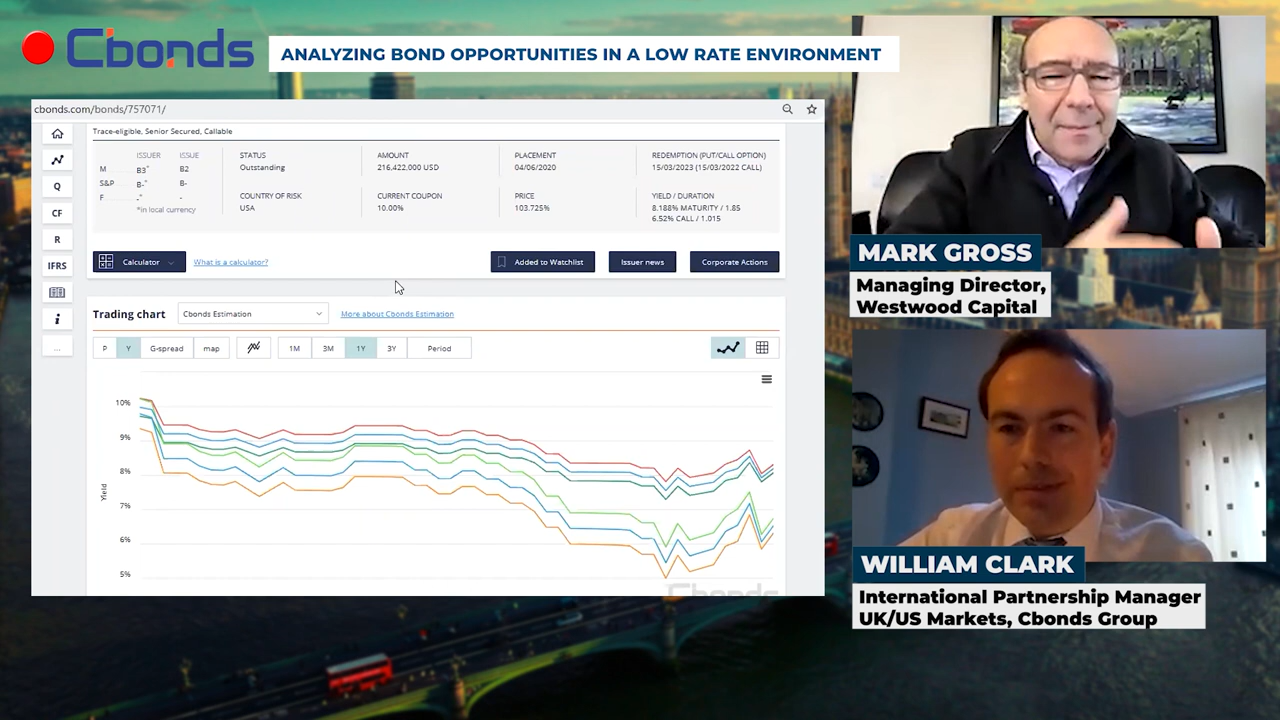 Cbonds
ANALYZING BOND OPPORTUNITIES IN A LOW RATE ENVIRONMENT
cbonds.com/bonds/757071/
Trace-eligible, Senior Secured, Callable
ISSUER ISSUE
M B3* B2
S&P B-* B-
F -* -
*in local currency
STATUS
Outstanding
AMOUNT
216,422,000 USD
PLACEMENT
04/06/2020
REDEMPTION (PUT/CALL OPTION)
15/03/2023 (15/03/2022 CALL)
COUNTRY OF RISK
USA
CURRENT COUPON
10.00%
PRICE
103.725%
YIELD / DURATION
8.188% MATURITY / 1.85
6.52% CALL / 1.015
Q
CF
R
IFRS
i
...
Calculator
What is a calculator?
Added to Watchlist
Issuer news
Corporate Actions
Trading chart
Cbonds Estimation
More about Cbonds Estimation
P Y G-spread map 1M 3M 1Y 3Y Period
10%
9%
8%
7%
6%
5%
Yield
Cbonds
MARK GROSS
Managing Director,
Westwood Capital
WILLIAM CLARK
International Partnership Manager
UK/US Markets, Cbonds Group